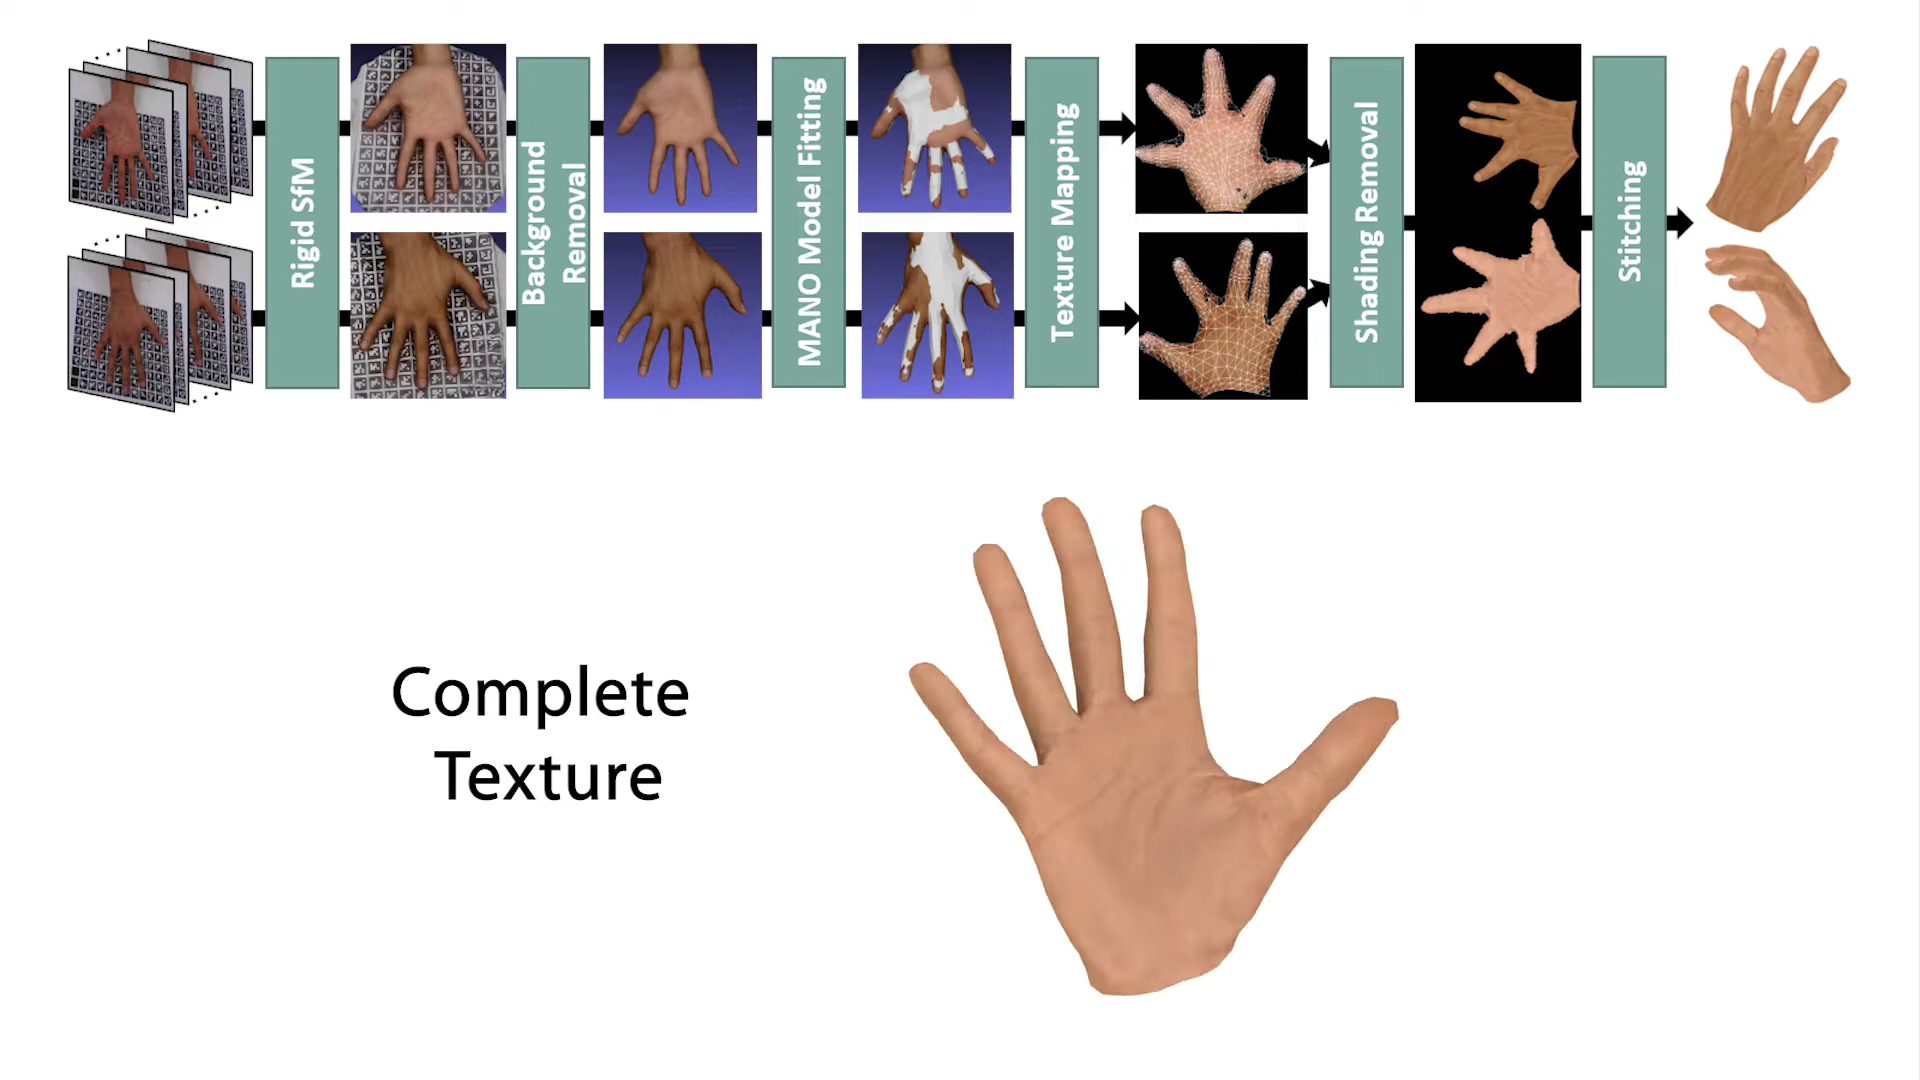 Rigid SfM
Background
Removal
MANO Model Fitting
Texture Mapping
Shading Removal
Stitching
Complete
Texture